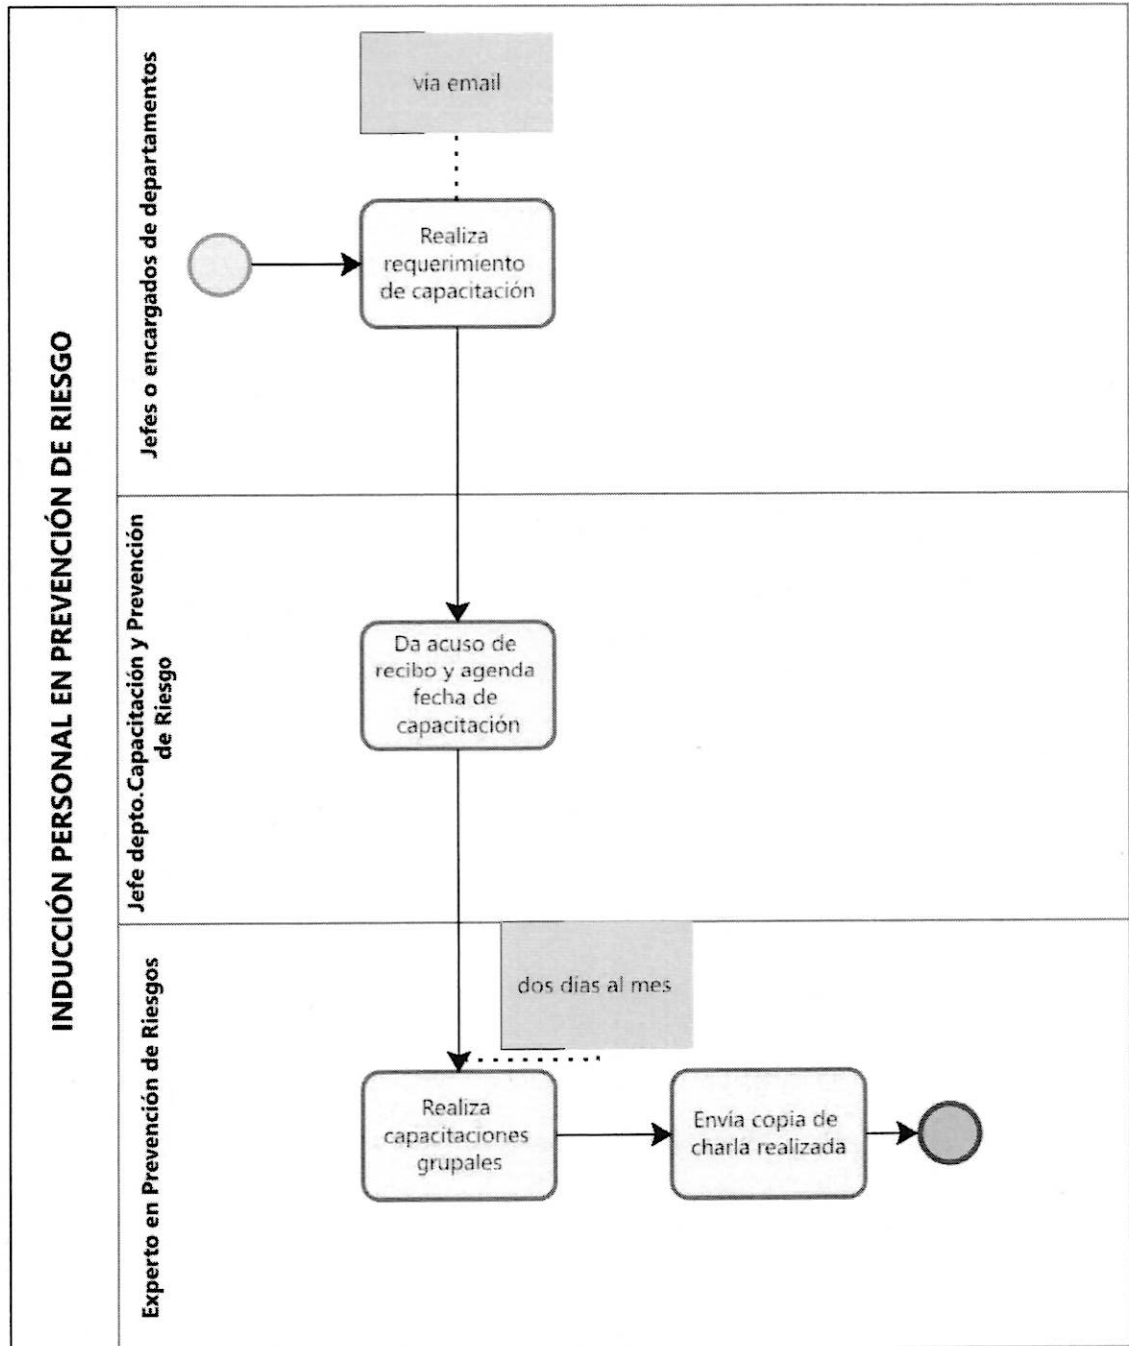 INDUCCIÓN PERSONAL EN PREVENCIÓN DE RIESGO
Jefes o encargados de departamentos
vía email
Realiza
requerimiento
de capacitación
Jefe depto.Capacitación y Prevención
de Riesgo
Da acuso de
recibo y agenda
fecha de
capacitación
Experto en Prevención de Riesgos
dos días al mes
Realiza
capacitaciones
grupales
Envía copia de
charla realizada